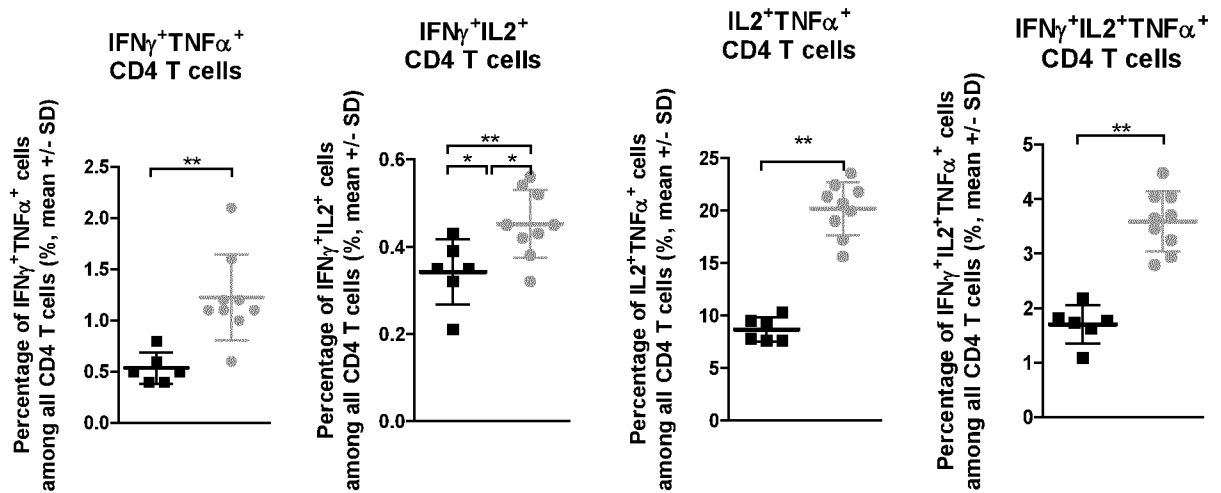 IFNγ⁺TNFα⁺
CD4 T cells
Percentage of IFNγ⁺TNFα⁺ cells
among all CD4 T cells (%, mean +/- SD)
2.5
2.0
1.5
1.0
0.5
0.0
**
IFNγ⁺IL2⁺
CD4 T cells
Percentage of IFNγ⁺IL2⁺ cells
among all CD4 T cells (%, mean +/- SD)
0.6
0.4
0.2
0.0
**
* *
IL2⁺TNFα⁺
CD4 T cells
Percentage of IL2⁺TNFα⁺ cells
among all CD4 T cells (%, mean +/- SD)
25
20
15
10
5
0
**
IFNγ⁺IL2⁺TNFα⁺
CD4 T cells
Percentage of IFNγ⁺IL2⁺TNFα⁺ cells
among all CD4 T cells (%, mean +/- SD)
5
4
3
2
1
0
**